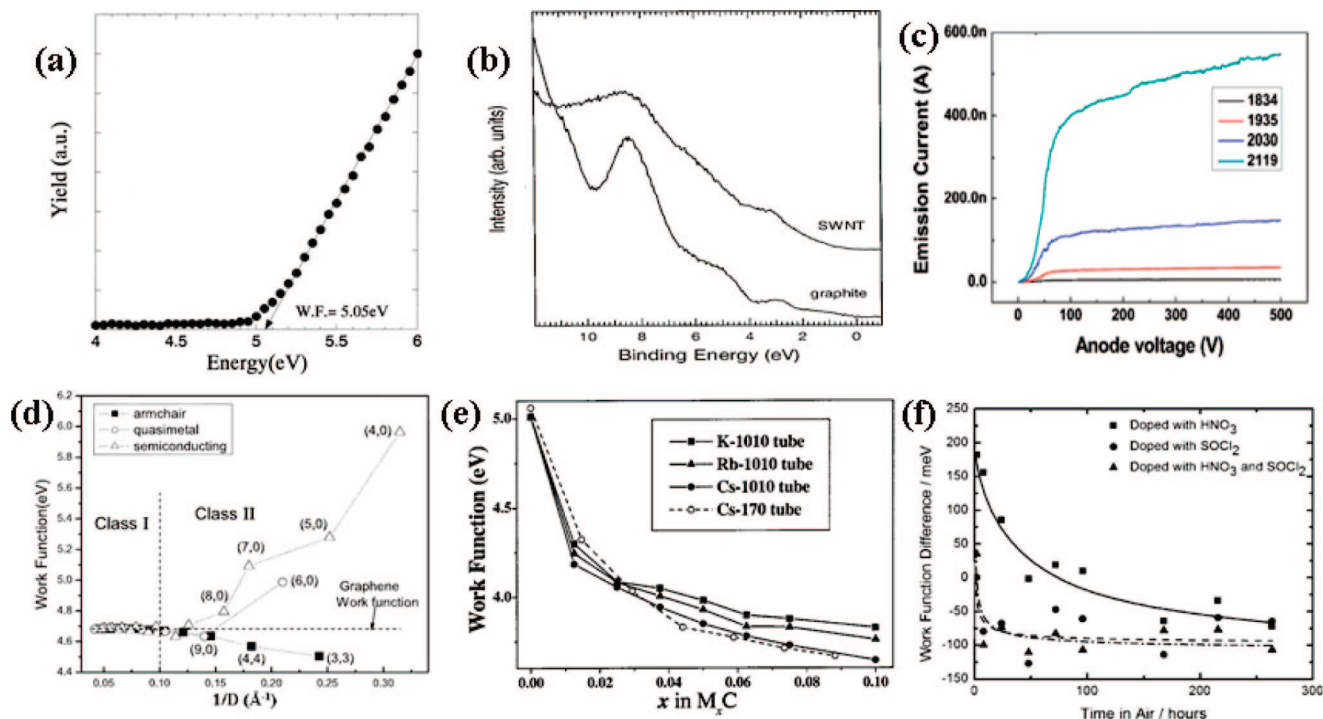 (a)
Yield (a.u.)
W.F.= 5.05eV
4 4.5 5 5.5 6
Energy(eV)
(b)
Intensity (arb. units)
SWNT
graphite
10 8 6 4 2 0
Binding Energy (eV)
(c)
Emission Current (A)
600.0n
400.0n
200.0n
0.0
1834
1935
2030
2119
0 100 200 300 400 500
Anode voltage (V)
(d)
Work Function(eV)
6.2
6.0
5.8
5.6
5.4
5.2
5.0
4.8
4.6
4.4
armchair
quasimetal
semiconducting
(4,0)
Class I
Class II
(5,0)
(7,0)
(6,0)
(8,0)
Graphene
Work function
(9,0)
(4,4)
(3,3)
0.05 0.10 0.15 0.20 0.25 0.30
1/D (Å⁻¹)
(e)
Work Function (eV)
5.0
4.5
4.0
K-1010 tube
Rb-1010 tube
Cs-1010 tube
Cs-170 tube
0.00 0.02 0.04 0.06 0.08 0.10
x in MₓC
(f)
Work Function Difference / meV
250
200
150
100
50
0
-50
-100
-150
Doped with HNO₃
Doped with SOCl₂
Doped with HNO₃ and SOCl₂
0 100 200 300
Time in Air / hours